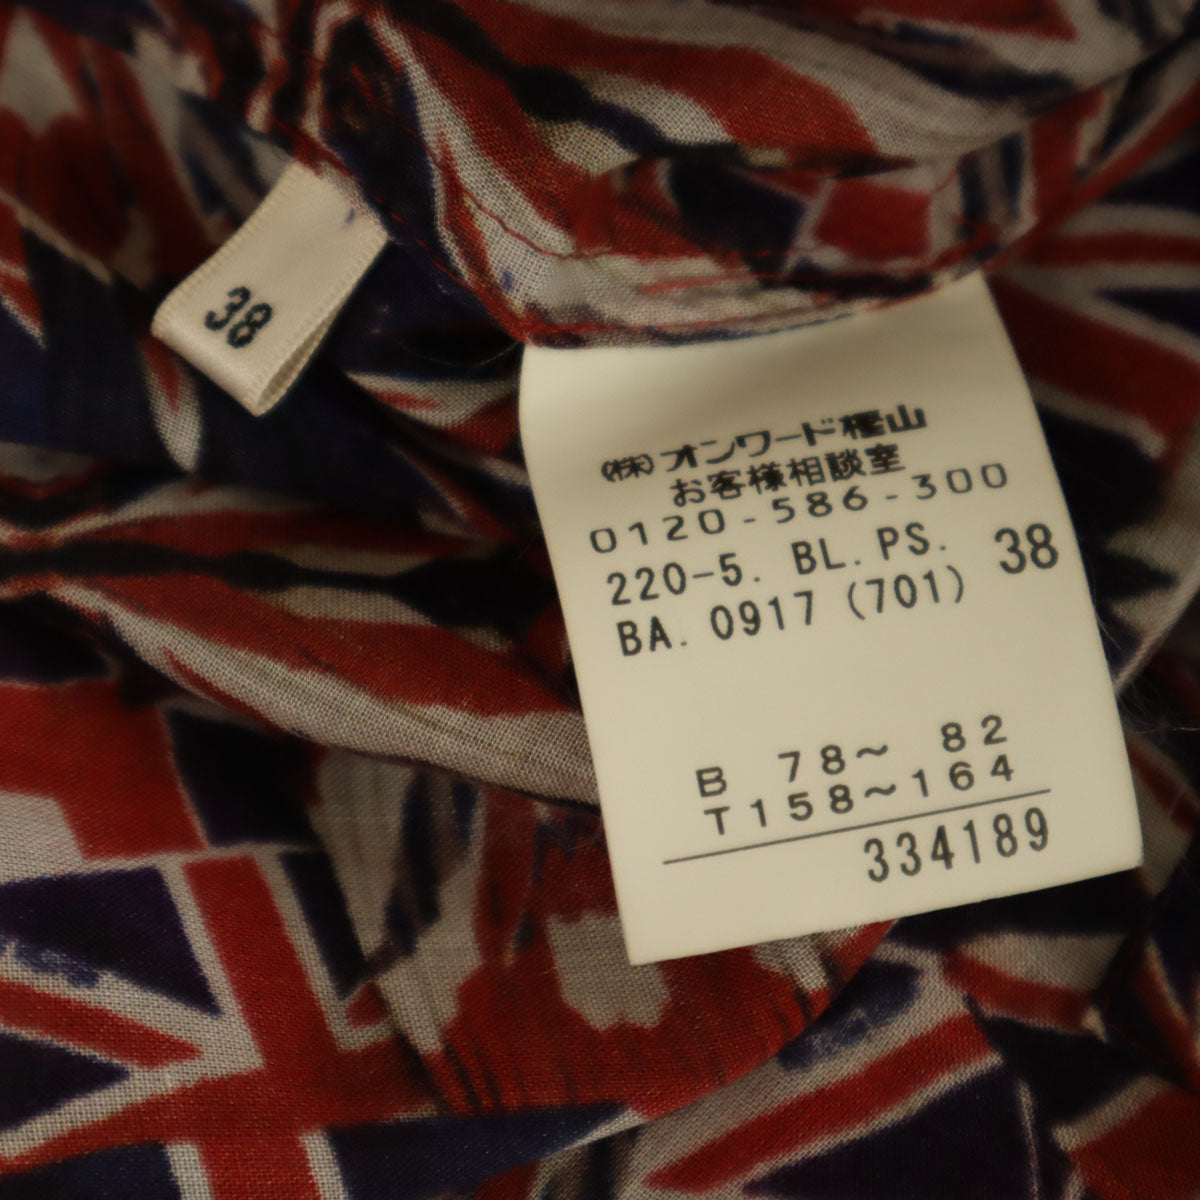 38
(株)オンワード樫山
お客様相談室
0120-586-300
220-5. BL.PS. 38
BA. 0917 (701)
B 78～ 82
T158～164
334189